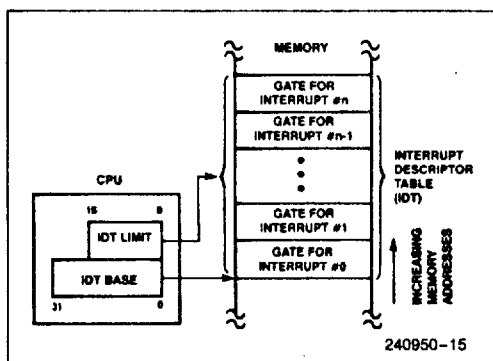 MEMORY
GATE FOR
INTERRUPT #n
GATE FOR
INTERRUPT #n-1
GATE FOR
INTERRUPT #1
GATE FOR
INTERRUPT #0
CPU
15 0
IDT LIMIT
IDT BASE
31 0
INTERRUPT
DESCRIPTOR
TABLE
(IDT)
INCREASING
MEMORY
ADDRESSES
240950-15